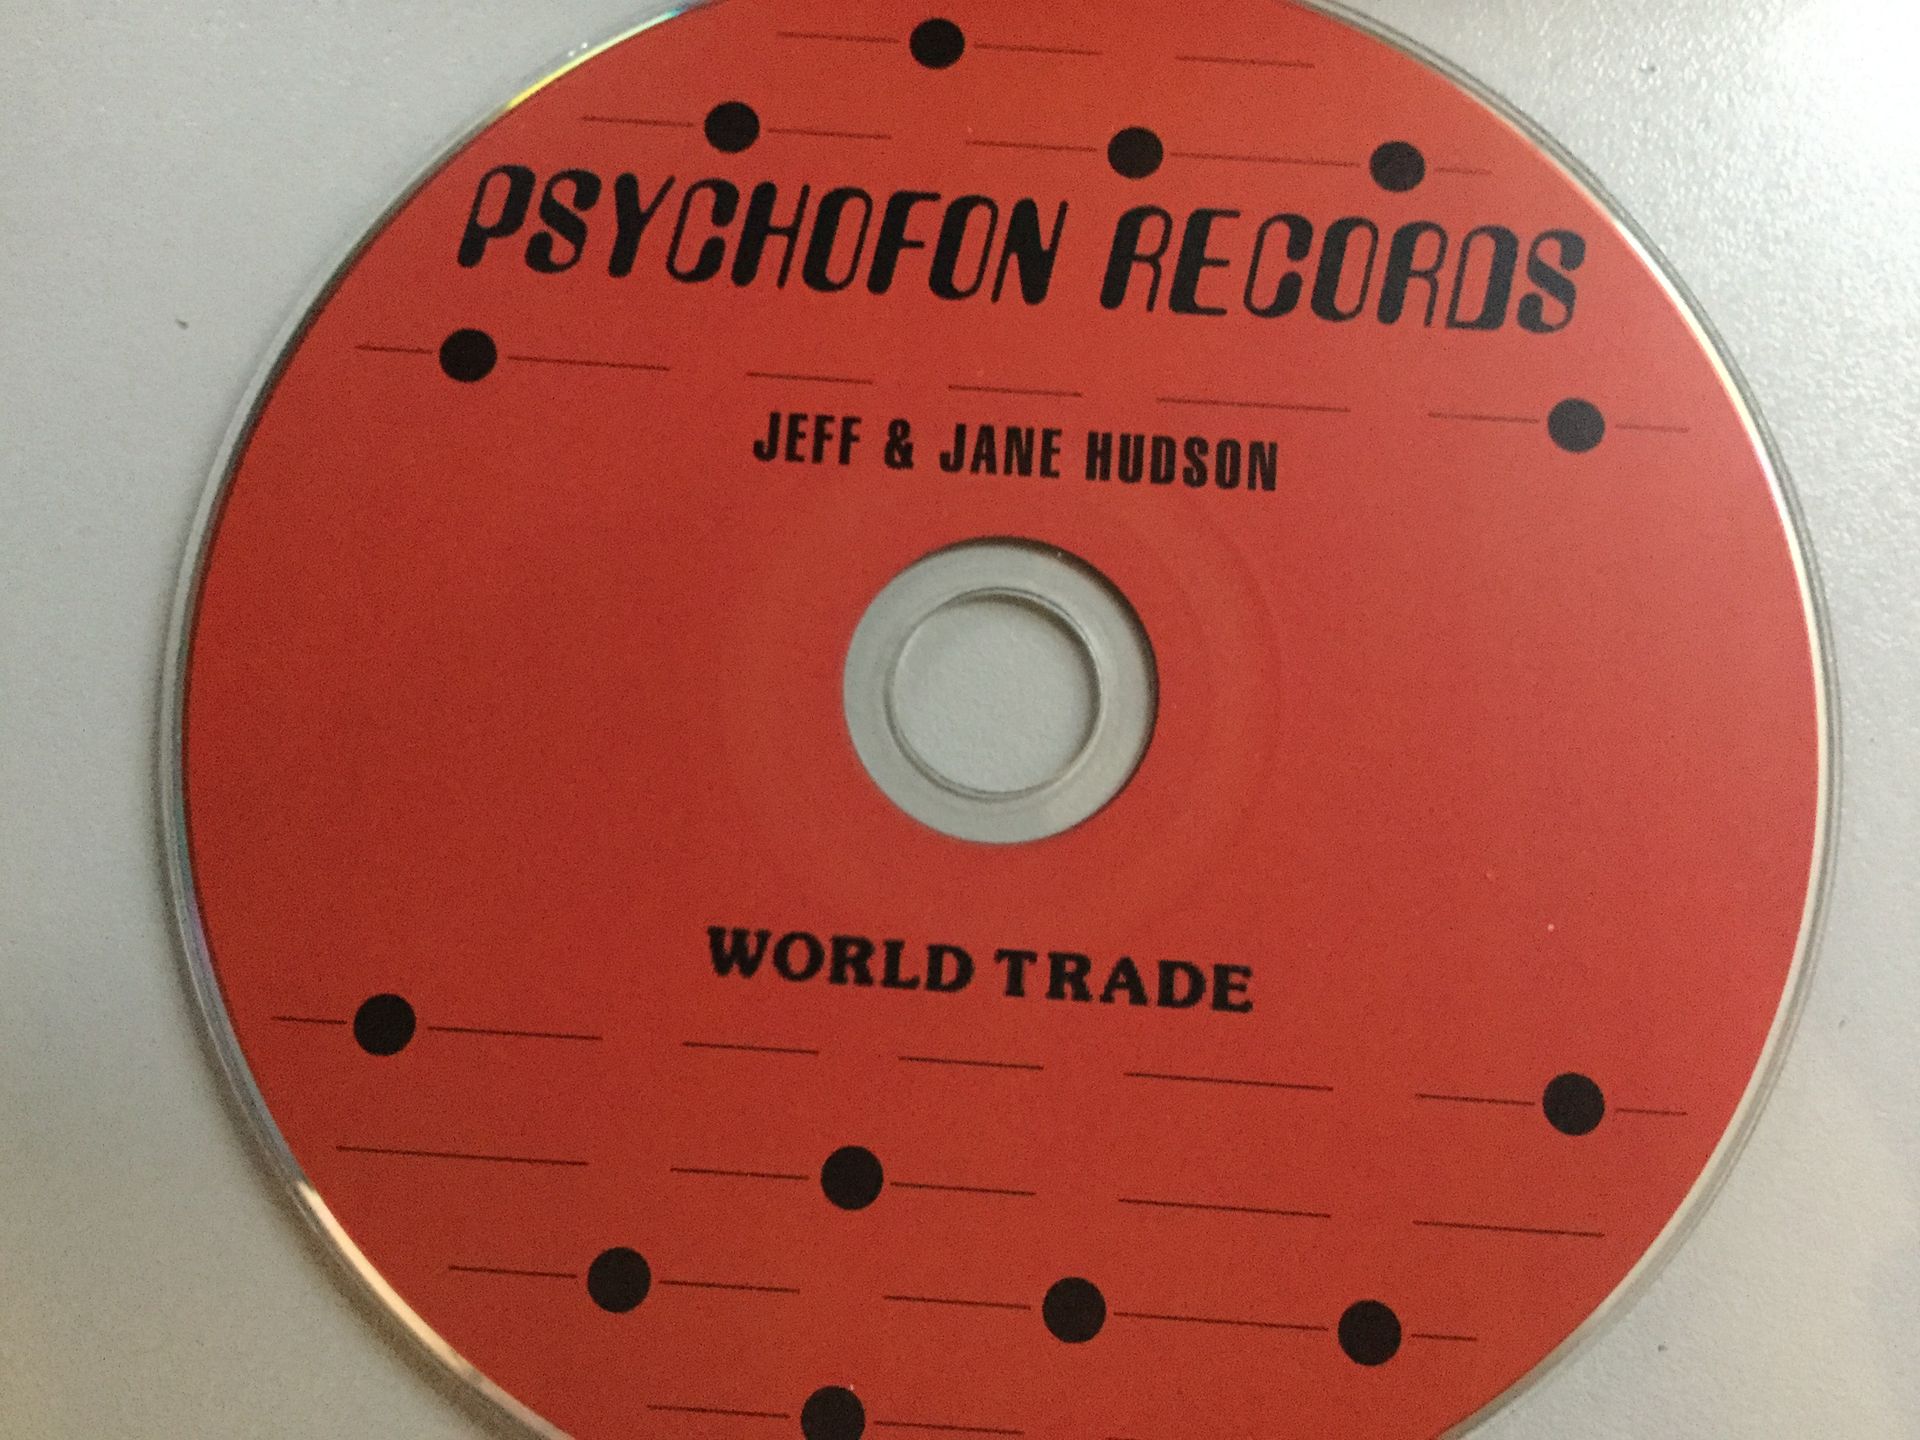 PSYCHOFON RECORDS
JEFF & JANE HUDSON
WORLD TRADE